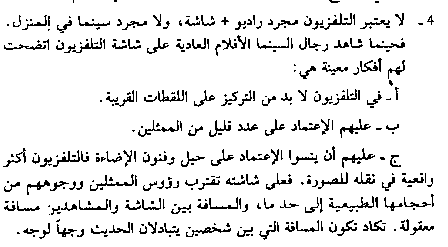 4 ـ لا يعتبر التلفزيون مجرد راديو + شاشة، ولا مجرد سينما في المنزل.
فحينما شاهد رجال السينما الأفلام العادية على شاشة التلفزيون اتضحت
لهم أفكار معينة هي:
أ ـ في التلفزيون لا بد من التركيز على اللقطات القريبة.
ب ـ عليهم الإعتماد على عدد قليل من الممثلين.
ج ـ عليهم أن ينسوا الإعتماد على حيل وفنون الإضاءة فالتلفزيون أكثر
واقعية في نقله للصورة. فعلى شاشته تقترب رؤوس الممثلين ووجوههم من
أحجامها الطبيعية إلى حد ما، والمسافة بين الشاشة والمشاهدين مسافة
معقولة. تكاد تكون المسافة التي بين شخصين يتبادلان الحديث وجهاً لوجه.